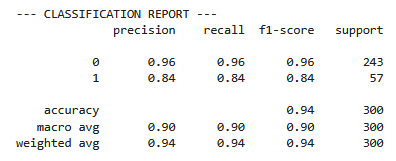 --- CLASSIFICATION REPORT ---
precision recall f1-score support
0 0.96 0.96 0.96 243
1 0.84 0.84 0.84 57
accuracy 0.94 300
macro avg 0.90 0.90 0.90 300
weighted avg 0.94 0.94 0.94 300